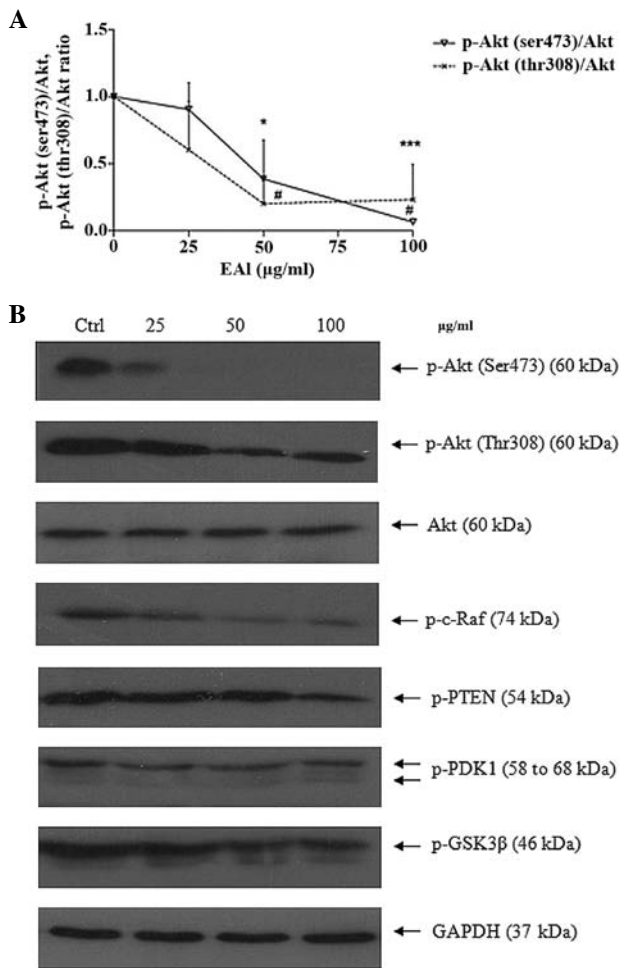 A
p-Akt (ser473)/Akt,
p-Akt (thr308)/Akt ratio
1.5
1.0
0.5
0.0
0
25
50
75
100
EAI (µg/ml)
*
***
#
#
p-Akt (ser473)/Akt
p-Akt (thr308)/Akt
B
Ctrl 25 50 100 µg/ml
p-Akt (Ser473) (60 kDa)
p-Akt (Thr308) (60 kDa)
Akt (60 kDa)
p-c-Raf (74 kDa)
p-PTEN (54 kDa)
p-PDK1 (58 to 68 kDa)
p-GSK3β (46 kDa)
GAPDH (37 kDa)